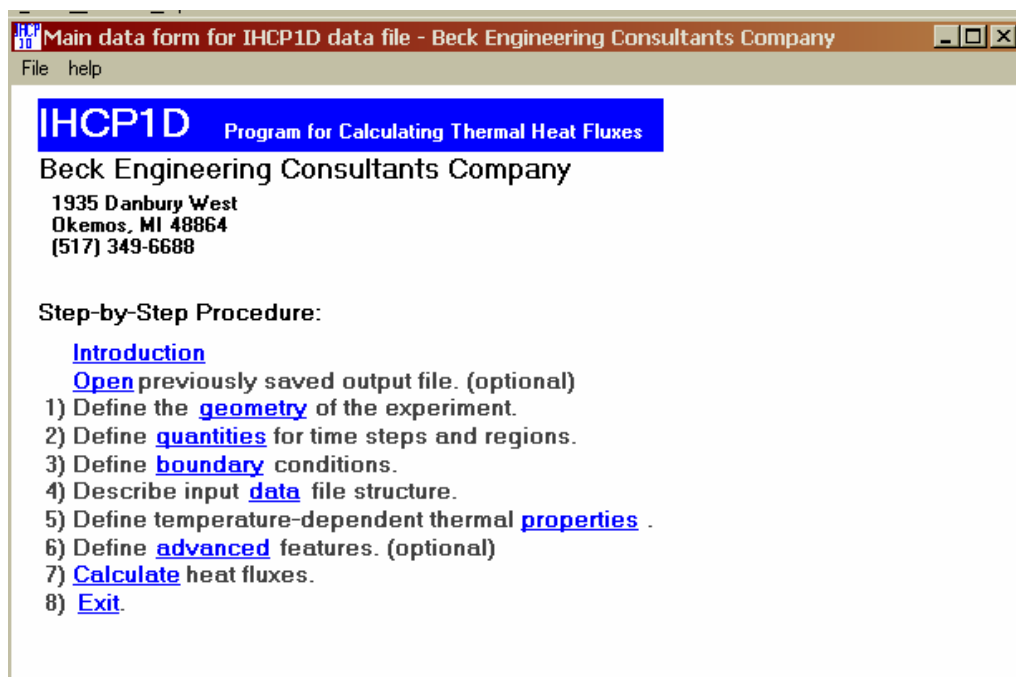 IHCP
1D
Main data form for IHCP1D data file - Beck Engineering Consultants Company
File help
IHCP1D Program for Calculating Thermal Heat Fluxes
Beck Engineering Consultants Company
1935 Danbury West
Okemos, MI 48864
(517) 349-6688
Step-by-Step Procedure:
Introduction
Open previously saved output file. (optional)
1) Define the geometry of the experiment.
2) Define quantities for time steps and regions.
3) Define boundary conditions.
4) Describe input data file structure.
5) Define temperature-dependent thermal properties .
6) Define advanced features. (optional)
7) Calculate heat fluxes.
8) Exit.